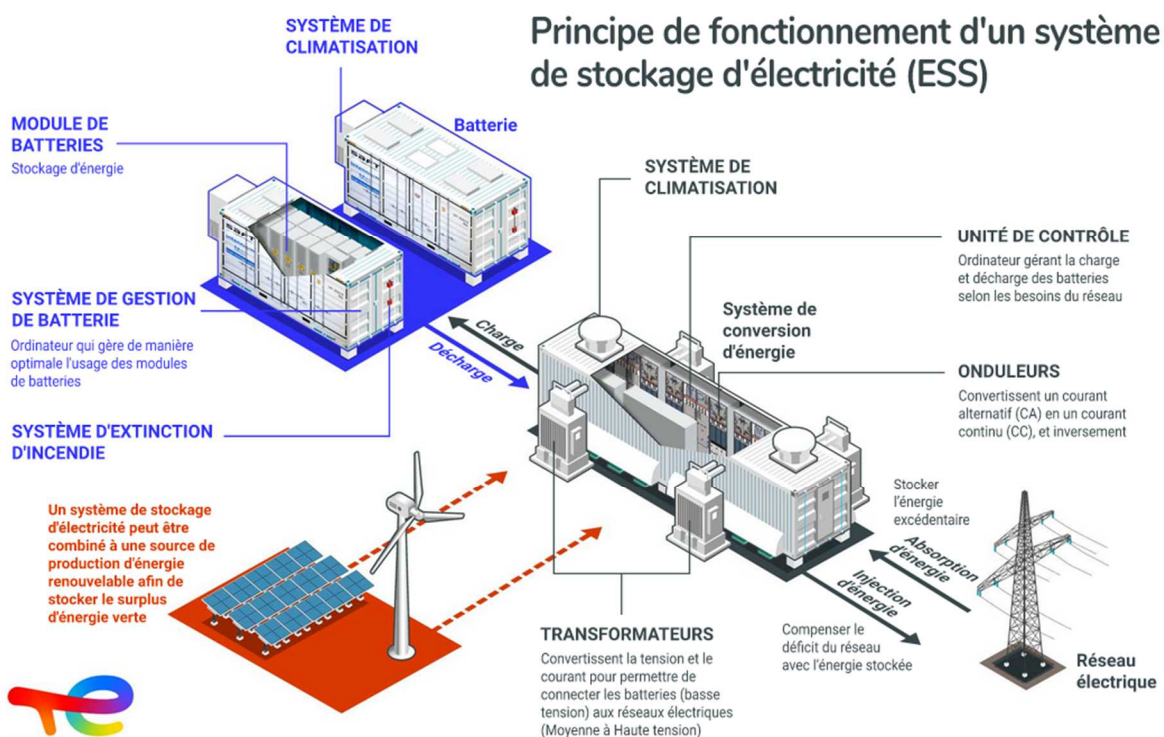 Principe de fonctionnement d'un système
de stockage d'électricité (ESS)
SYSTÈME DE
CLIMATISATION
Batterie
MODULE DE
BATTERIES
Stockage d'énergie
SYSTÈME DE GESTION
DE BATTERIE
Ordinateur qui gère de manière
optimale l'usage des modules
de batteries
SYSTÈME D'EXTINCTION
D'INCENDIE
Charge
Décharge
SYSTÈME DE
CLIMATISATION
Système de
conversion
d'énergie
UNITÉ DE CONTRÔLE
Ordinateur gérant la charge
et décharge des batteries
selon les besoins du réseau
ONDULEURS
Convertissent un courant
alternatif (CA) en un courant
continu (CC), et inversement
Un système de stockage
d'électricité peut être
combiné à une source de
production d'énergie
renouvelable afin de
stocker le surplus
d'énergie verte
TRANSFORMATEURS
Convertissent la tension et le
courant pour permettre de
connecter les batteries (basse
tension) aux réseaux électriques
(Moyenne à Haute tension)
Stocker
l'énergie
excédentaire
Absorption
d'énergie
Injection
d'énergie
Compenser le
déficit du réseau
avec l'énergie stockée
Réseau
électrique
saft
saft